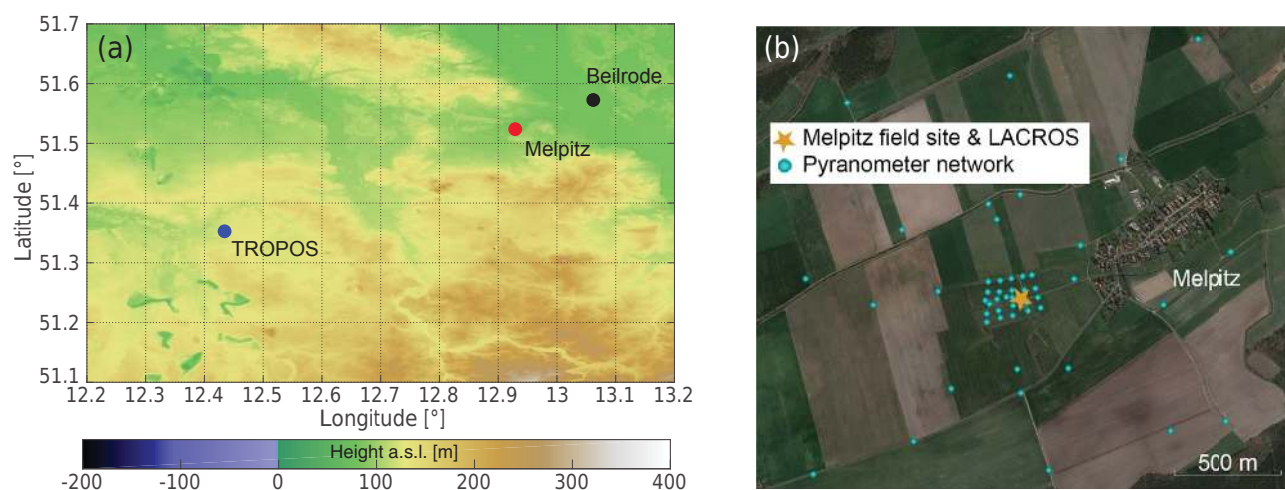 (a)
51.7
51.6
51.5
51.4
51.3
51.2
51.1
Latitude [°]
Beilrode
Melpitz
TROPOS
12.2 12.3 12.4 12.5 12.6 12.7 12.8 12.9 13 13.1 13.2
Longitude [°]
Height a.s.l. [m]
-200 -100 0 100 200 300 400
(b)
Melpitz field site & LACROS
Pyranometer network
Melpitz
500 m